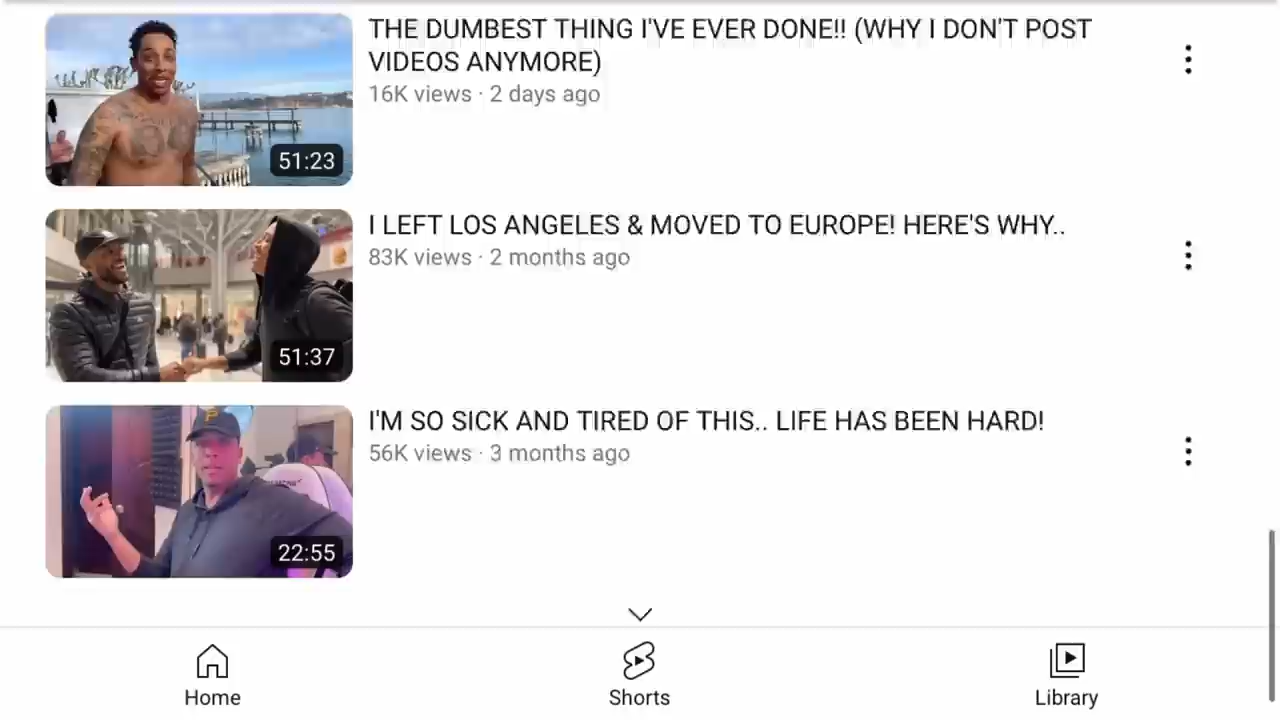 THE DUMBEST THING I'VE EVER DONE!! (WHY I DON'T POST
VIDEOS ANYMORE)
16K views · 2 days ago
51:23
I LEFT LOS ANGELES & MOVED TO EUROPE! HERE'S WHY..
83K views · 2 months ago
51:37
I'M SO SICK AND TIRED OF THIS.. LIFE HAS BEEN HARD!
56K views · 3 months ago
P
22:55
Home
Shorts
Library